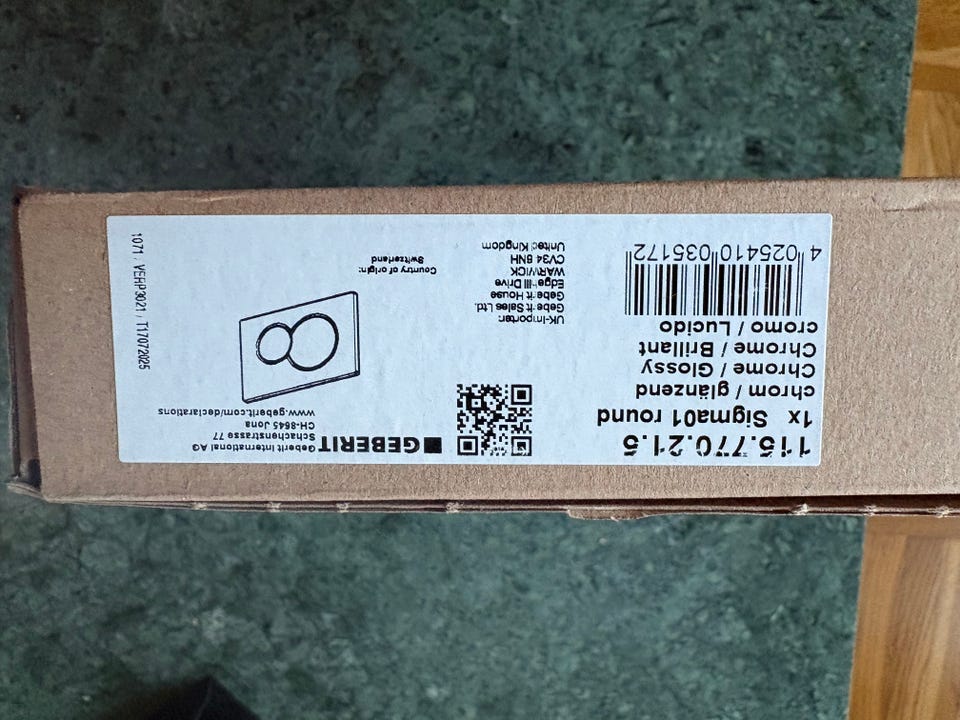 115.770.21.5
1x Sigma01 round
chrom / glänzend
Chrome / Glossy
Chrome / Brillant
cromo / Lucido
4 025410 035172
UK-Importer:
Geberit Sales Ltd.
Geberit House
Edgehill Drive
WARWICK
CV34 6NH
United Kingdom
GEBERIT
Geberit International AG
Schachenstrasse 77
CH-8645 Jona
www.geberit.com/declarations
Country of origin:
Switzerland
1071 / VEHP3021 / T17072025